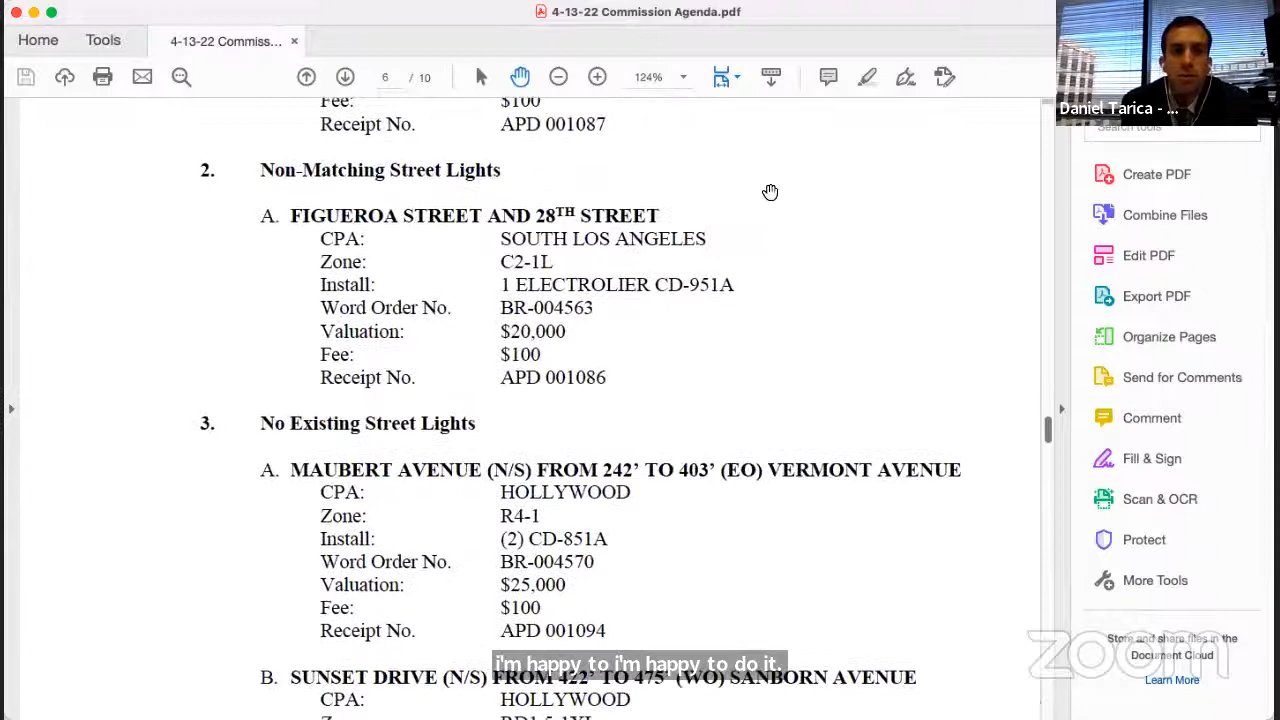 4-13-22 Commission Agenda.pdf
Home
Tools
4-13-22 Commiss... ×
6 / 10
124%
Daniel Tarica - ...
Search tools
Fee: $100
Receipt No. APD 001087
2. Non-Matching Street Lights
A. FIGUEROA STREET AND 28TH STREET
CPA: SOUTH LOS ANGELES
Zone: C2-1L
Install: 1 ELECTROLIER CD-951A
Word Order No. BR-004563
Valuation: $20,000
Fee: $100
Receipt No. APD 001086
3. No Existing Street Lights
A. MAUBERT AVENUE (N/S) FROM 242’ TO 403’ (EO) VERMONT AVENUE
CPA: HOLLYWOOD
Zone: R4-1
Install: (2) CD-851A
Word Order No. BR-004570
Valuation: $25,000
Fee: $100
Receipt No. APD 001094
i'm happy to i'm happy to do it.
B. SUNSET DRIVE (N/S) FROM 422’ TO 475’ (WO) SANBORN AVENUE
CPA: HOLLYWOOD
Create PDF
Combine Files
Edit PDF
Export PDF
Organize Pages
Send for Comments
Comment
Fill & Sign
Scan & OCR
Protect
More Tools
Store and share files in the
Document Cloud
Learn More
zoom